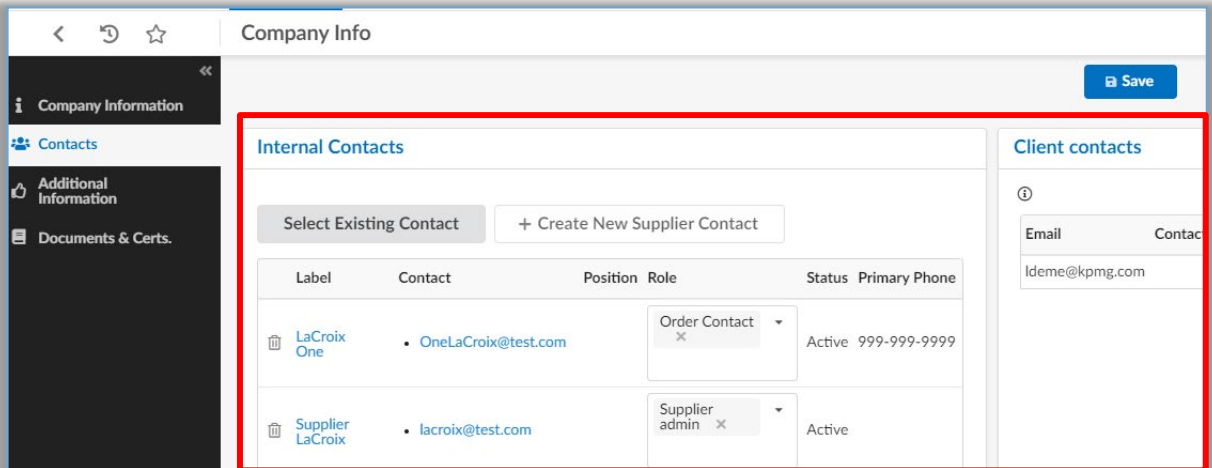 Company Info
Save
Company Information
Contacts
Additional
Information
Documents & Certs.
Internal Contacts
Select Existing Contact
+ Create New Supplier Contact
Label Contact Position Role Status Primary Phone
LaCroix
One
• OneLaCroix@test.com
Order Contact
Active 999-999-9999
Supplier
LaCroix
• lacroix@test.com
Supplier
admin
Active
Client contacts
Email
ldeme@kpmg.com